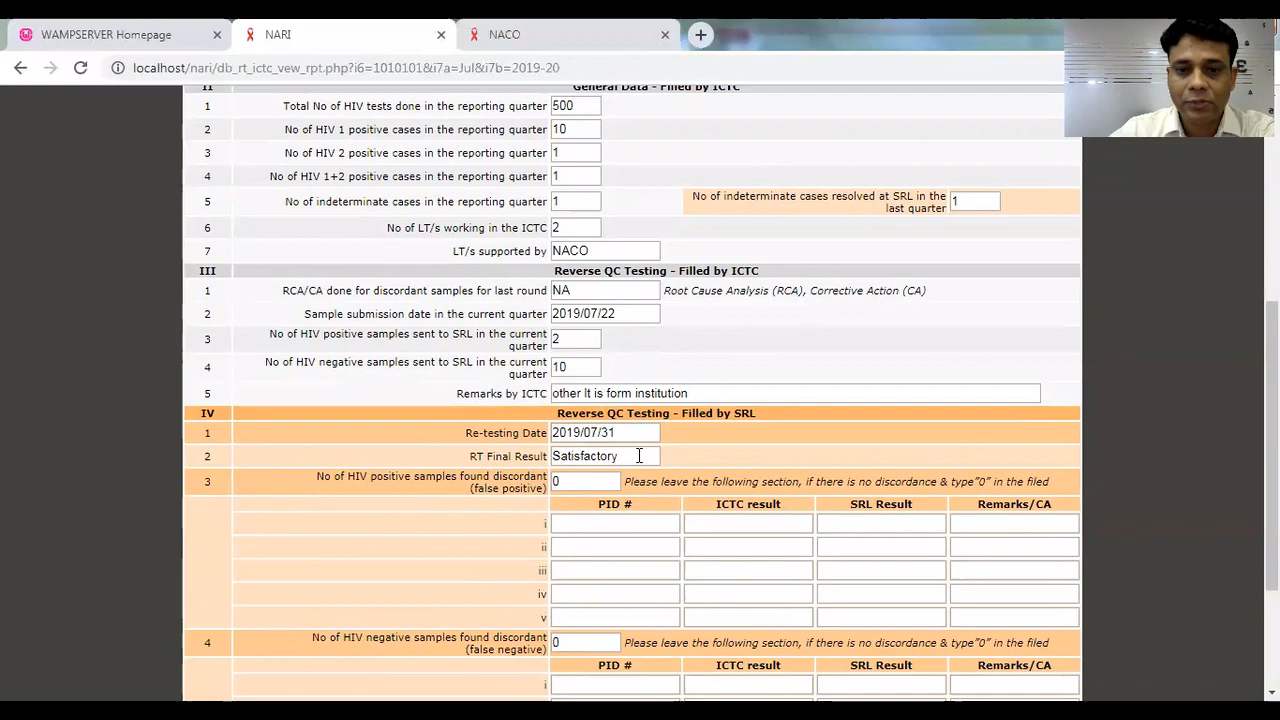 WAMPSERVER Homepage
NARI
NACO
localhost/nari/db_rt_ictc_vew_rpt.php?i6=1010131&i7a=Jul&i7b=2019-20
II General Data - Filled by ICTC
1 Total No of HIV tests done in the reporting quarter 500
2 No of HIV 1 positive cases in the reporting quarter 10
3 No of HIV 2 positive cases in the reporting quarter 1
4 No of HIV 1+2 positive cases in the reporting quarter 1
5 No of indeterminate cases in the reporting quarter 1 No of indeterminate cases resolved at SRL in the
last quarter 1
6 No of LT/s working in the ICTC 2
7 LT/s supported by NACO
III Reverse QC Testing - Filled by ICTC
1 RCA/CA done for discordant samples for last round NA Root Cause Analysis (RCA), Corrective Action (CA)
2 Sample submission date in the current quarter 2019/07/22
3 No of HIV positive samples sent to SRL in the current
quarter 2
4 No of HIV negative samples sent to SRL in the current
quarter 10
5 Remarks by ICTC other lt is form institution
IV Reverse QC Testing - Filled by SRL
1 Re-testing Date 2019/07/31
2 RT Final Result Satisfactory
3 No of HIV positive samples found discordant
(false positive) 0 Please leave the following section, if there is no discordance & type"0" in the filed
PID # ICTC result SRL Result Remarks/CA
i
ii
iii
iv
v
4 No of HIV negative samples found discordant
(false negative) 0 Please leave the following section, if there is no discordance & type"0" in the filed
PID # ICTC result SRL Result Remarks/CA
i